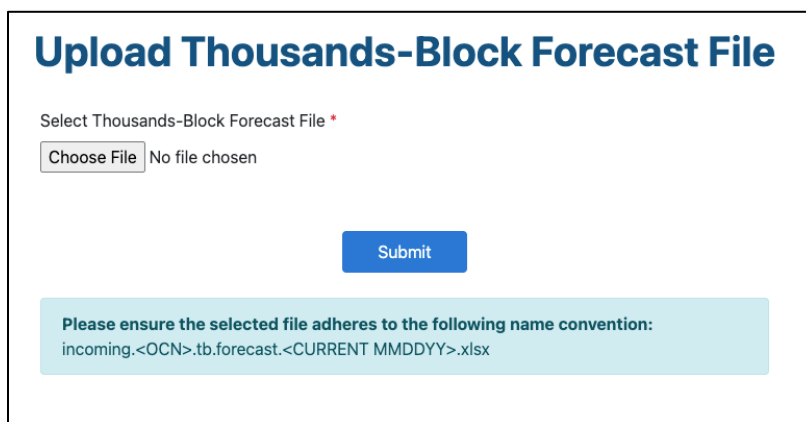 Upload Thousands-Block Forecast File
Select Thousands-Block Forecast File *
Choose File No file chosen
Submit
Please ensure the selected file adheres to the following name convention:
incoming.<OCN>.tb.forecast.<CURRENT MMDDYY>.xlsx